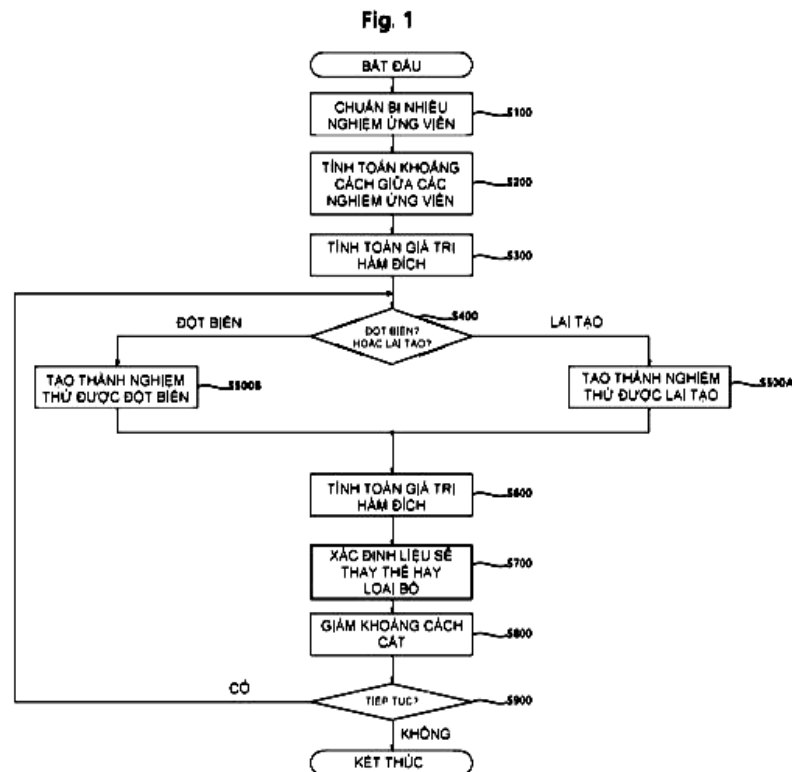 Fig. 1
BẮT ĐẦU
CHUẨN BỊ NHIỀU
NGHIỆM ỨNG VIÊN
S100
TÍNH TOÁN KHOẢNG
CÁCH GIỮA CÁC
NGHIỆM ỨNG VIÊN
S200
TÍNH TOÁN GIÁ TRỊ
HÀM ĐÍCH
S300
S400
ĐỘT BIẾN
ĐỘT BIẾN?
HOẶC LAI TẠO?
LAI TẠO
TẠO THÀNH NGHIỆM
THỬ ĐƯỢC ĐỘT BIẾN
S500B
TẠO THÀNH NGHIỆM
THỬ ĐƯỢC LAI TẠO
S500A
TÍNH TOÁN GIÁ TRỊ
HÀM ĐÍCH
S600
XÁC ĐỊNH LIỆU SẼ
THAY THẾ HAY
LOẠI BỎ
S700
GIẢM KHOẢNG CÁCH
CẮT
S800
CÓ
TIẾP TỤC?
S900
KHÔNG
KẾT THÚC